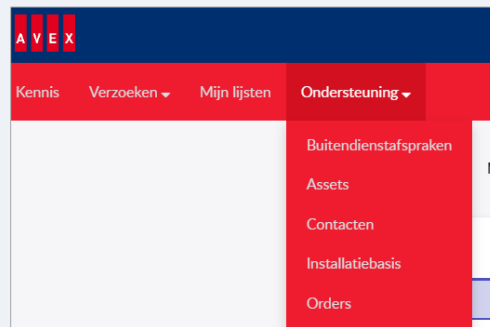 AVEX
Kennis Verzoeken Mijn lijsten Ondersteuning
Buitendienstafspraken
Assets
Contacten
Installatiebasis
Orders